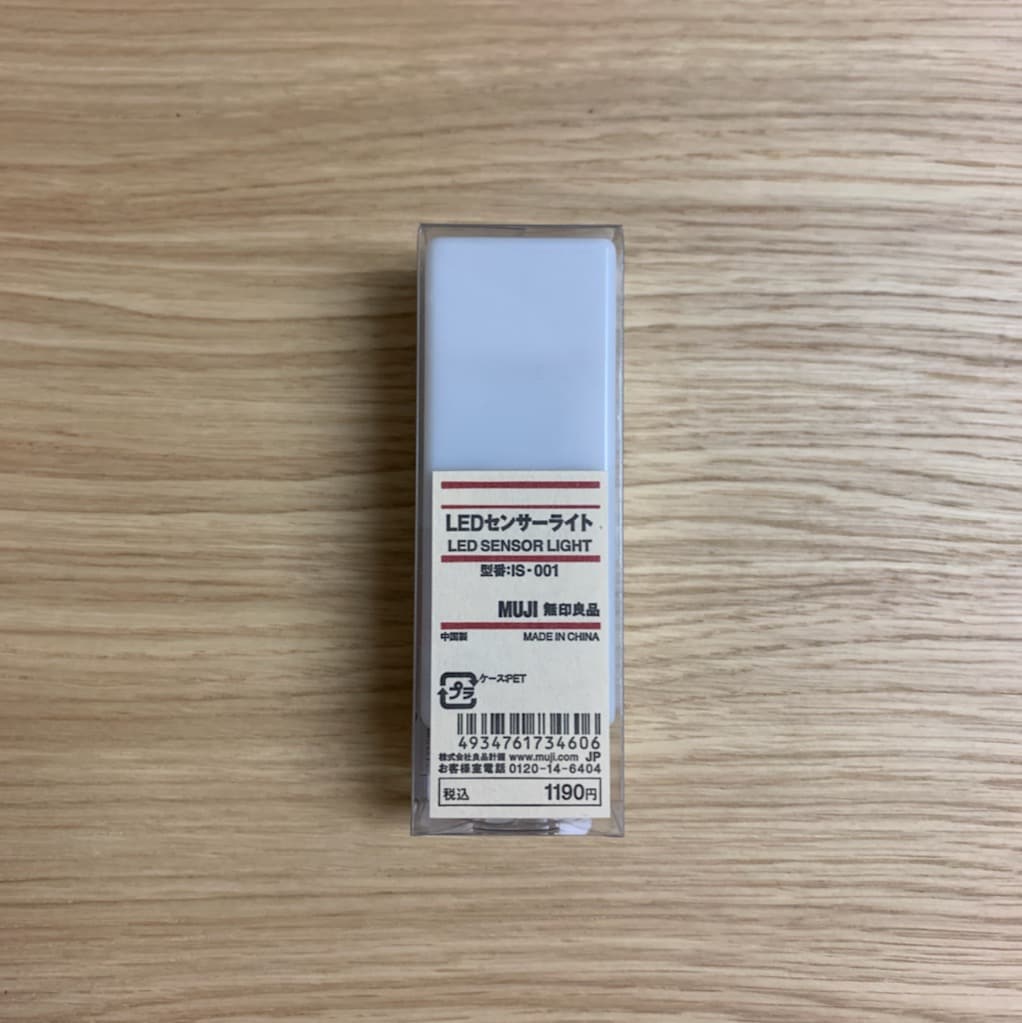 LEDセンサーライト
LED SENSOR LIGHT
型番:IS-001
MUJI 無印良品
中国製 MADE IN CHINA
プラ ケース:PET
4934761734606
株式会社良品計画 www.muji.com JP
お客様室電話 0120-14-6404
税込 1190円